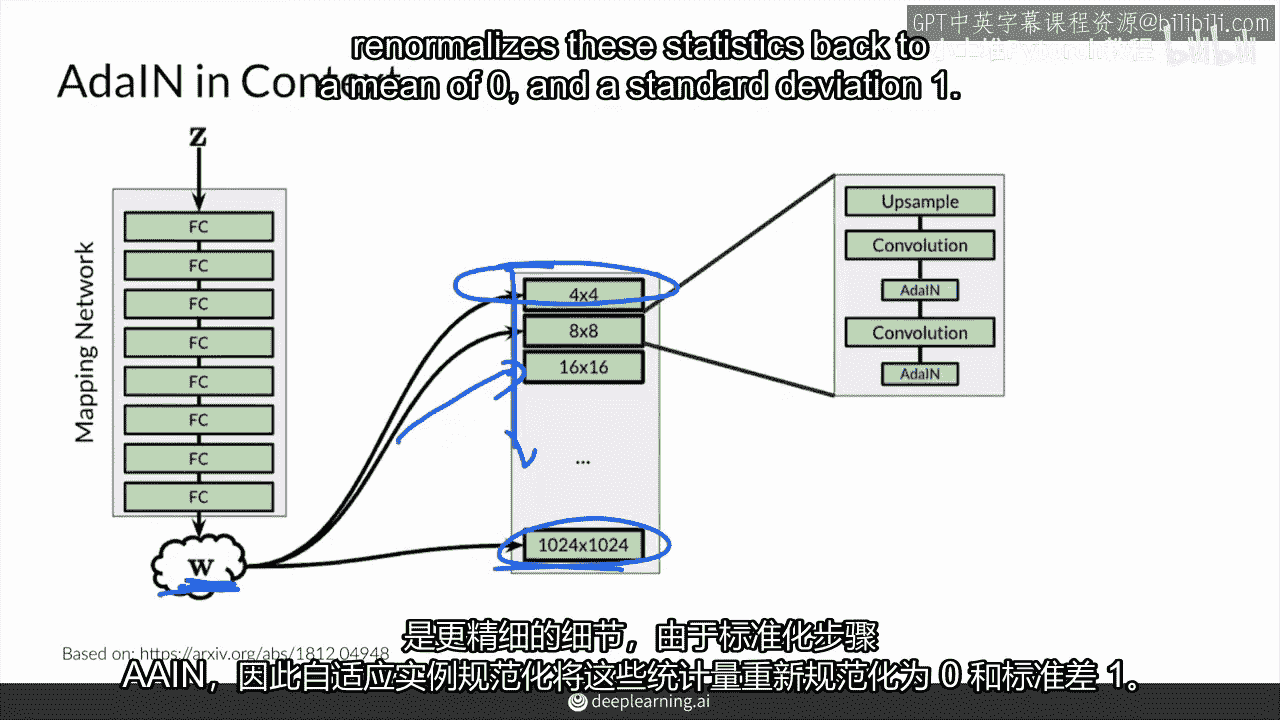 GPT中英字幕课程资源@bilibili.com
renormalizes these statistics back to
a mean of 0, and a standard deviation 1.
AdaIN in Context
z
Mapping Network
FC
FC
FC
FC
FC
FC
FC
FC
w
4x4
8x8
16x16
...
1024x1024
Upsample
Convolution
AdaIN
Convolution
AdaIN
是更精细的细节，由于标准化步骤
Based on: https://arxiv.org/abs/1812.04948
AAIN，因此自适应实例规范化将这些统计量重新规范化为 0 和标准差 1。
deeplearning.ai